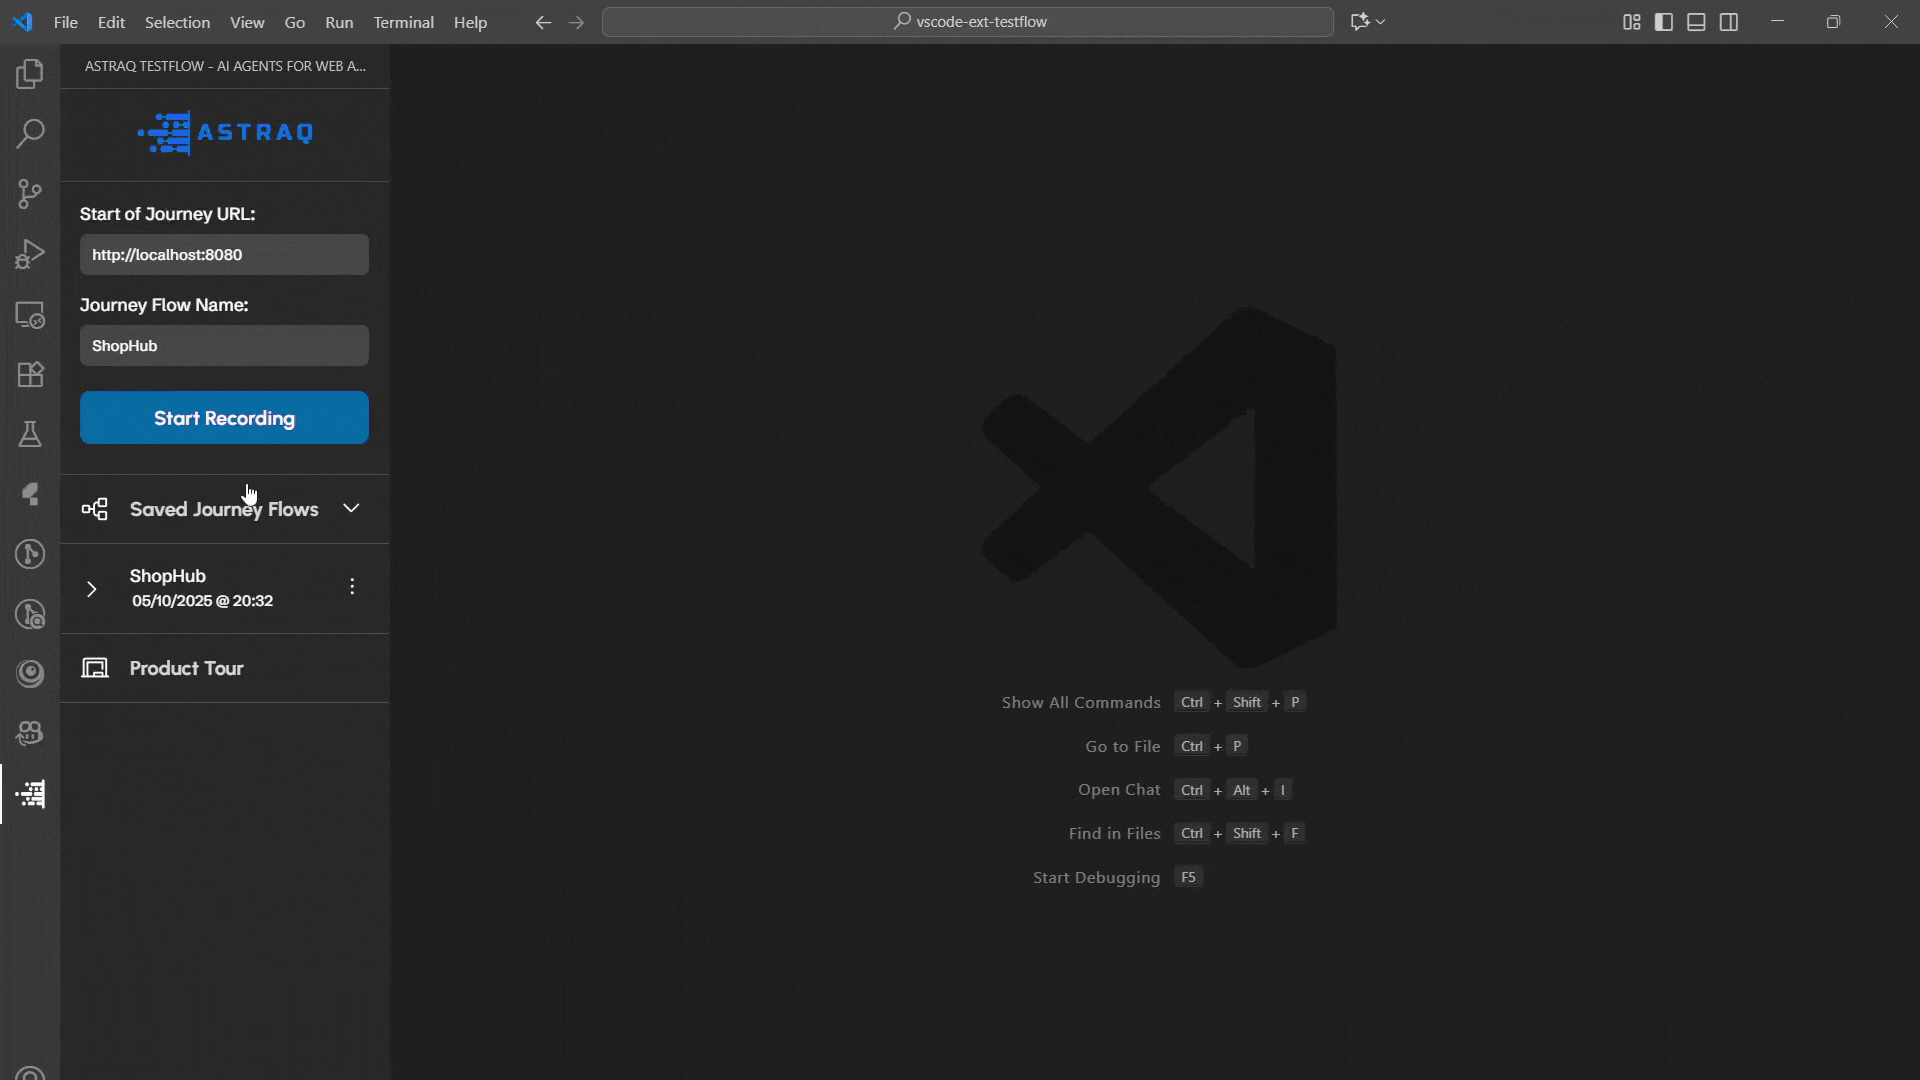 File Edit Selection View Go Run Terminal Help
vscode-ext-testflow
ASTRAQ TESTFLOW - AI AGENTS FOR WEB A...
ASTRAQ
Start of Journey URL:
http://localhost:8080
Journey Flow Name:
ShopHub
Start Recording
Saved Journey Flows
ShopHub
05/10/2025 @ 20:32
Product Tour
Show All Commands Ctrl + Shift + P
Go to File Ctrl + P
Open Chat Ctrl + Alt + I
Find in Files Ctrl + Shift + F
Start Debugging F5